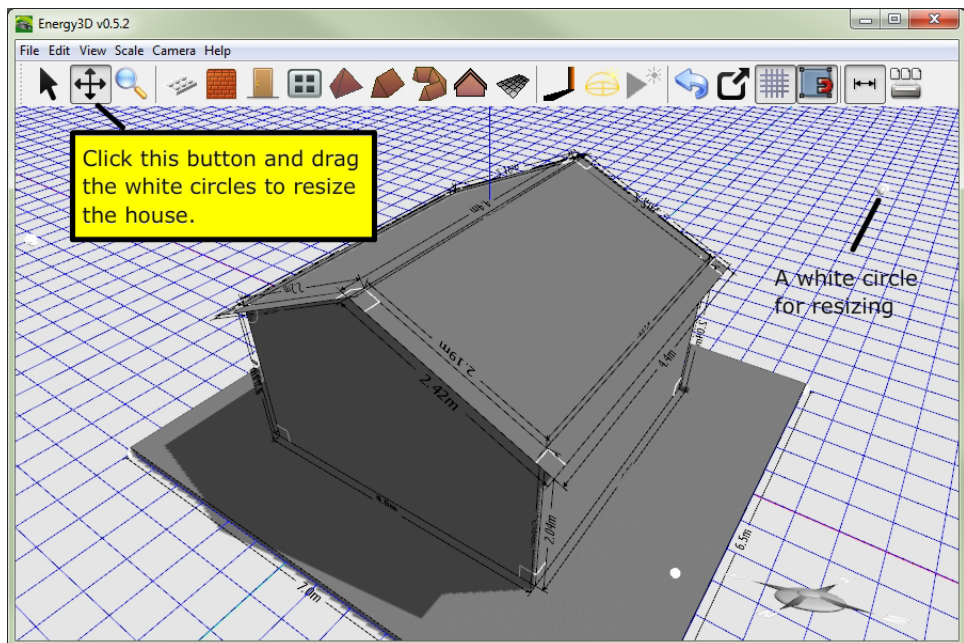 Energy3D v0.5.2
File Edit View Scale Camera Help
Click this button and drag
the white circles to resize
the house.
A white circle
for resizing
2.19m
2.42m
4.4m
2.04m
6.5m
7.0m